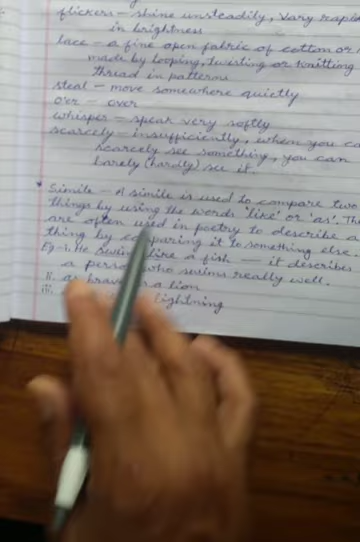 flickers – shine unsteadily, vary rapidly
in brightness
lace – a fine open fabric of cotton or
made by looping, twisting or knitting
thread in patterns
steal – move somewhere quietly
o'er – over
whisper – speak very softly
scarcely – insufficiently, when you ca
scarcely see something, you can
barely (hardly) see it.
* Simile – A simile is used to compare two
things by using the words 'like' or 'as'. The
are often used in poetry to describe a
thing by comparing it to something else.
Eg – i. He swims like a fish — it describes
a person who swims really well.
ii. as brave as a lion
iii. lightning